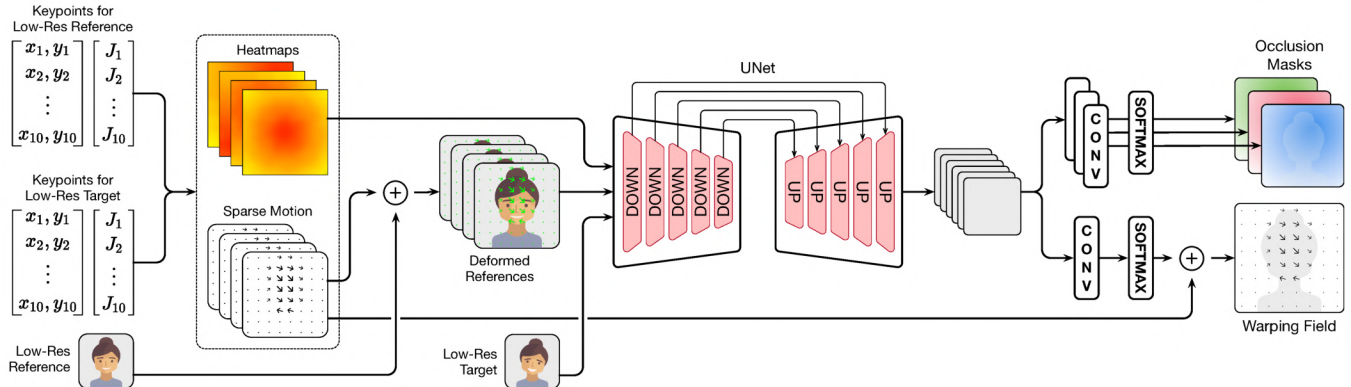 Keypoints for
Low-Res Reference
x₁, y₁ J₁
x₂, y₂ J₂
⋮ ⋮
x₁₀, y₁₀ J₁₀
Keypoints for
Low-Res Target
x₁, y₁ J₁
x₂, y₂ J₂
⋮ ⋮
x₁₀, y₁₀ J₁₀
Low-Res
Reference
Heatmaps
Sparse Motion
+
Deformed
References
Low-Res
Target
UNet
DOWN
DOWN
DOWN
DOWN
DOWN
UP
UP
UP
UP
UP
CONV
SOFTMAX
Occlusion
Masks
CONV
SOFTMAX
+
Warping Field